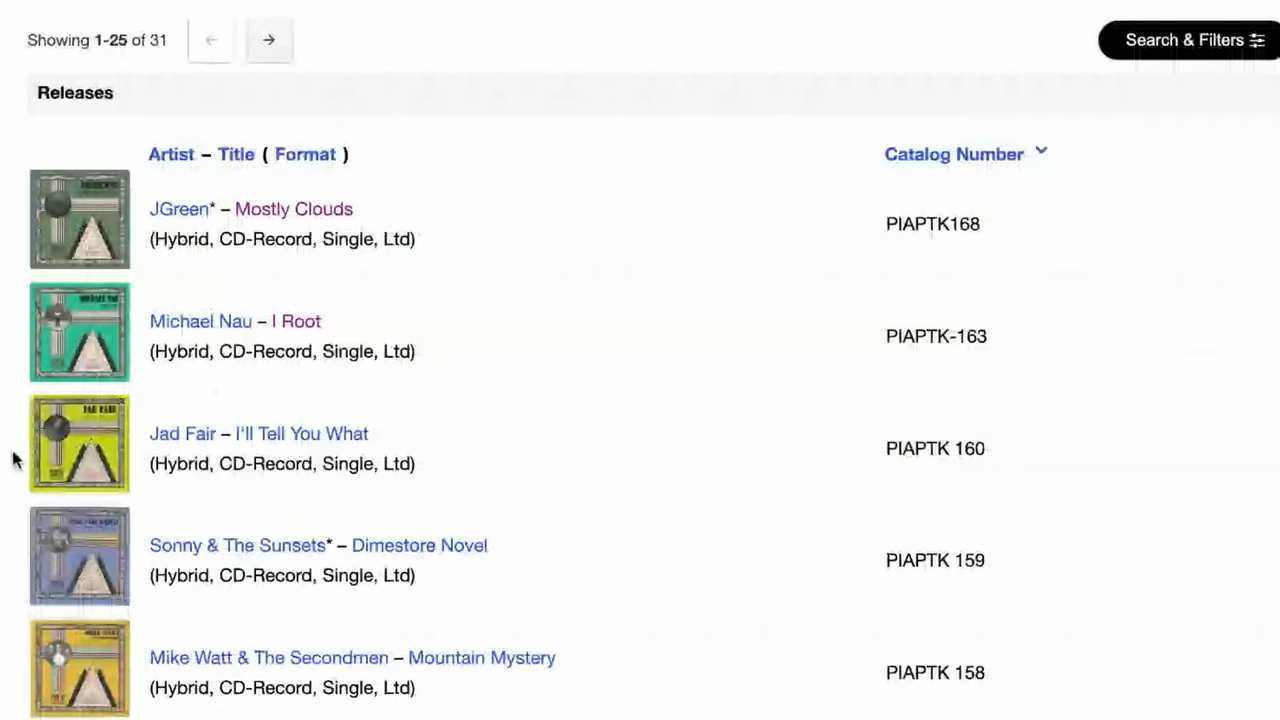 Showing 1-25 of 31
Search & Filters
Releases
Artist – Title ( Format )
Catalog Number
JGreen* – Mostly Clouds
(Hybrid, CD-Record, Single, Ltd)
PIAPTK168
Michael Nau – I Root
(Hybrid, CD-Record, Single, Ltd)
PIAPTK-163
JAD FAIR
Jad Fair – I'll Tell You What
(Hybrid, CD-Record, Single, Ltd)
PIAPTK 160
Sonny & The Sunsets* – Dimestore Novel
(Hybrid, CD-Record, Single, Ltd)
PIAPTK 159
Mike Watt & The Secondmen – Mountain Mystery
(Hybrid, CD-Record, Single, Ltd)
PIAPTK 158